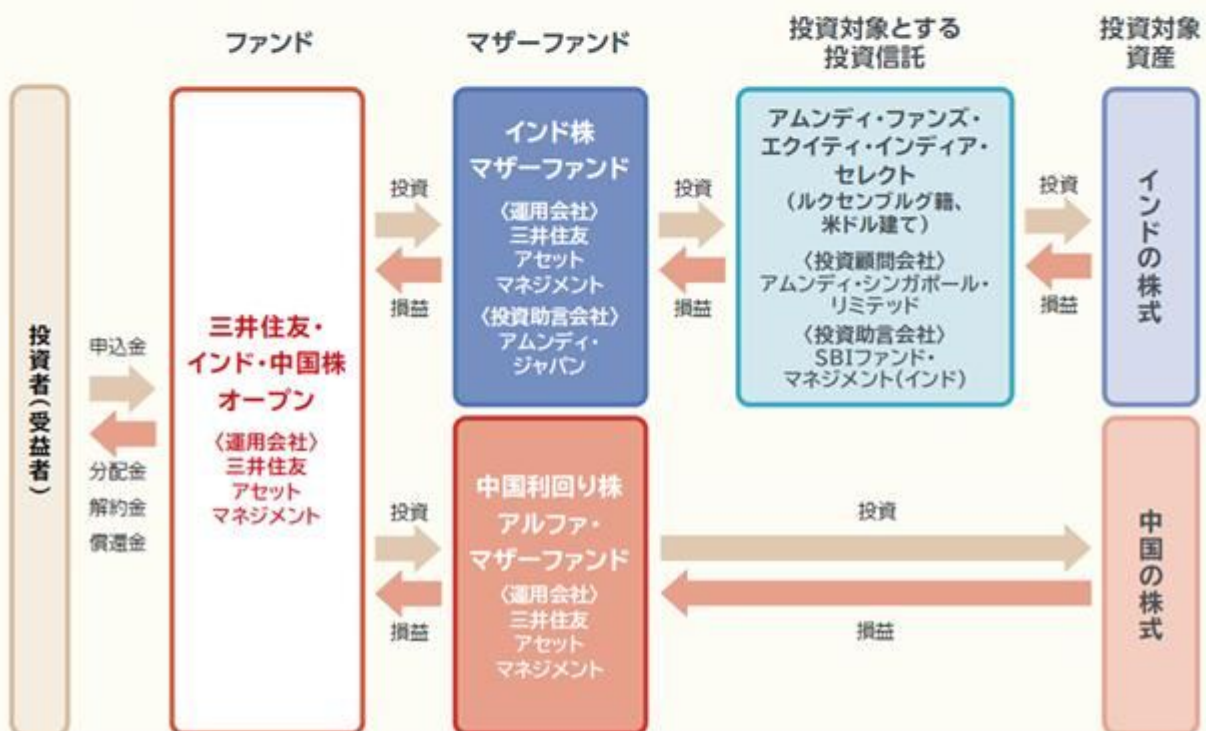 ファンド
マザーファンド
投資対象とする
投資信託
投資対象
資産
投資者(受益者)
申込金
分配金
解約金
償還金
三井住友・
インド・中国株
オープン
〈運用会社〉
三井住友
アセット
マネジメント
投資
損益
インド株
マザーファンド
〈運用会社〉
三井住友
アセット
マネジメント
〈投資助言会社〉
アムンディ・
ジャパン
投資
損益
アムンディ・ファンズ・
エクイティ・インディア・
セレクト
(ルクセンブルグ籍、
米ドル建て)
〈投資顧問会社〉
アムンディ・シンガポール・
リミテッド
〈投資助言会社〉
SBIファンド・
マネジメント(インド)
投資
損益
インドの株式
投資
損益
中国利回り株
アルファ・
マザーファンド
〈運用会社〉
三井住友
アセット
マネジメント
投資
損益
中国の株式